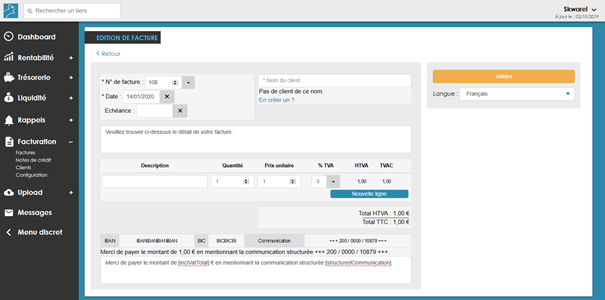 Rechercher un tiers
Skwarel
À jour le : 02/10/2019
Dashboard
Rentabilité +
Trésorerie +
Liquidité +
Rappels +
Facturation −
Factures
Notes de crédit
Clients
Configuration
Upload +
Messages
Menu discret
EDITION DE FACTURE
< Retour
* N° de facture : 108
* Date : 14/01/2020 ×
Echéance : ×
* Nom du client
Pas de client de ce nom.
En créer un ?
Valider
Langue : Français
Veuillez trouver ci-dessous le détail de vôtre facture :
Description Quantité Prix unitaire % TVA HTVA TVAC
1 1 0 1,00 1,00
Nouvelle ligne
Total HTVA : 1,00 €
Total TTC : 1,00 €
IBAN IBANIBANIBANIBAN BIC BICBICBI Communication +++ 200 / 0000 / 10879 +++
Merci de payer le montant de 1,00 € en mentionnant la communication structurée +++ 200 / 0000 / 10879 +++.
Merci de payer le montant de [inclVatTotal] € en mentionnant la communication structurée [structuredCommunication].